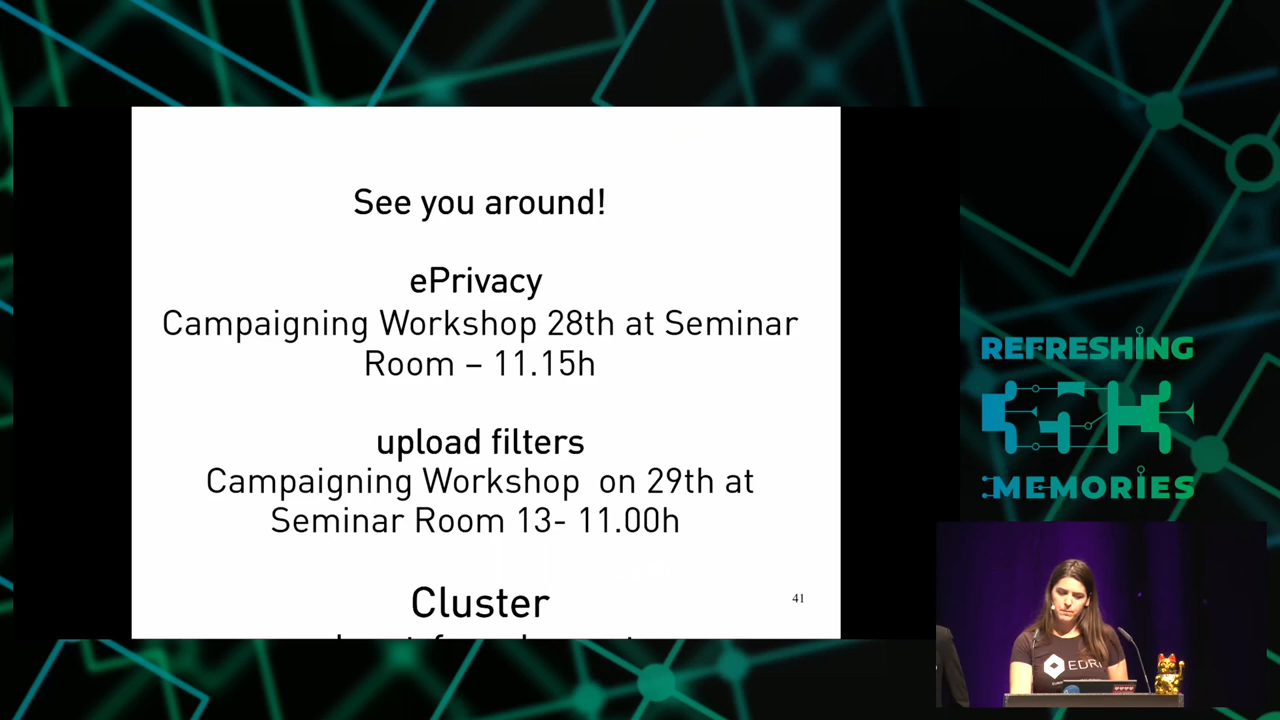 See you around!
ePrivacy
Campaigning Workshop 28th at Seminar
Room – 11.15h
upload filters
Campaigning Workshop on 29th at
Seminar Room 13- 11.00h
Cluster
41
REFRESHING
:MEMORIES
EDRi